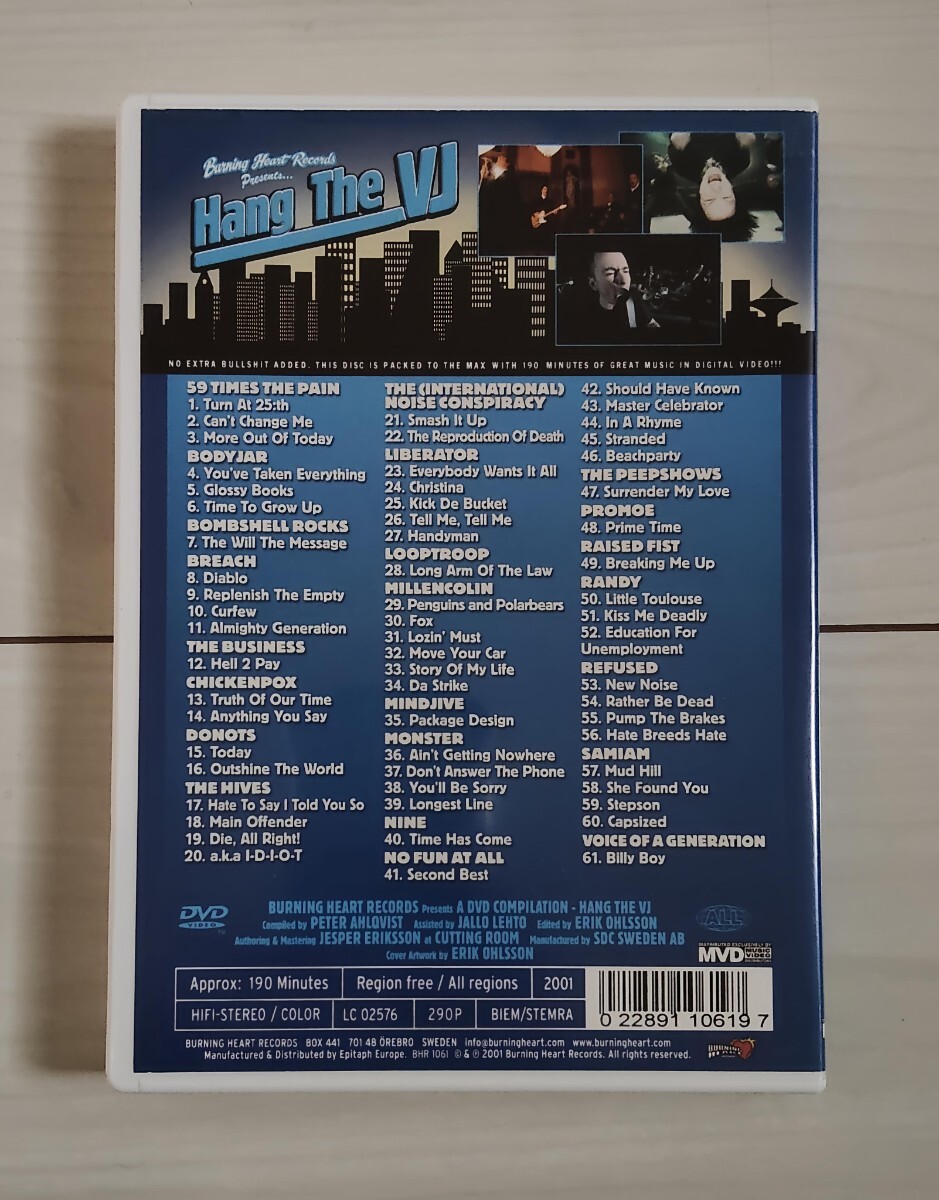 Burning Heart Records
Presents...
Hang The VJ
NO EXTRA BULLSHIT ADDED. THIS DISC IS PACKED TO THE MAX WITH 190 MINUTES OF GREAT MUSIC IN DIGITAL VIDEO!!!
59 TIMES THE PAIN
1. Turn At 25:th
2. Can't Change Me
3. More Out Of Today
BODYJAR
4. You've Taken Everything
5. Glossy Books
6. Time To Grow Up
BOMBSHELL ROCKS
7. The Will The Message
BREACH
8. Diablo
9. Replenish The Empty
10. Curfew
11. Almighty Generation
THE BUSINESS
12. Hell 2 Pay
CHICKENPOX
13. Truth Of Our Time
14. Anything You Say
DONOTS
15. Today
16. Outshine The World
THE HIVES
17. Hate To Say I Told You So
18. Main Offender
19. Die, All Right!
20. a.k.a I-D-I-O-T
THE (INTERNATIONAL)
NOISE CONSPIRACY
21. Smash It Up
22. The Reproduction Of Death
LIBERATOR
23. Everybody Wants It All
24. Christina
25. Kick De Bucket
26. Tell Me, Tell Me
27. Handyman
LOOPTROOP
28. Long Arm Of The Law
MILLENCOLIN
29. Penguins and Polarbears
30. Fox
31. Lozin' Must
32. Move Your Car
33. Story Of My Life
34. Da Strike
MINDJIVE
35. Package Design
MONSTER
36. Ain't Getting Nowhere
37. Don't Answer The Phone
38. You'll Be Sorry
39. Longest Line
NINE
40. Time Has Come
NO FUN AT ALL
41. Second Best
42. Should Have Known
43. Master Celebrator
44. In A Rhyme
45. Stranded
46. Beachparty
THE PEEPSHOWS
47. Surrender My Love
PROMOE
48. Prime Time
RAISED FIST
49. Breaking Me Up
RANDY
50. Little Toulouse
51. Kiss Me Deadly
52. Education For
Unemployment
REFUSED
53. New Noise
54. Rather Be Dead
55. Pump The Brakes
56. Hate Breeds Hate
SAMIAM
57. Mud Hill
58. She Found You
59. Stepson
60. Capsized
VOICE OF A GENERATION
61. Billy Boy
DVD
VIDEO
TM
BURNING HEART RECORDS Presents A DVD COMPILATION - HANG THE VJ
Compiled by PETER AHLQVIST Assisted by JALLO LEHTO Edited by ERIK OHLSSON
Authoring & Mastering JESPER ERIKSSON at CUTTING ROOM Manufactured by SDC SWEDEN AB
Cover Artwork by ERIK OHLSSON
ALL
DISTRIBUTED EXCLUSIVELY BY
MVD MUSIC VIDEO DISTRIBUTORS
Approx: 190 Minutes Region free / All regions 2001
HIFI-STEREO / COLOR LC 02576 290P BIEM/STEMRA
0 22891 10619 7
BURNING HEART RECORDS BOX 441 701 48 ÖREBRO SWEDEN info@burningheart.com www.burningheart.com
Manufactured & Distributed by Epitaph Europe. BHR 1061 © & ℗ 2001 Burning Heart Records. All rights reserved.
BURNING
HEART